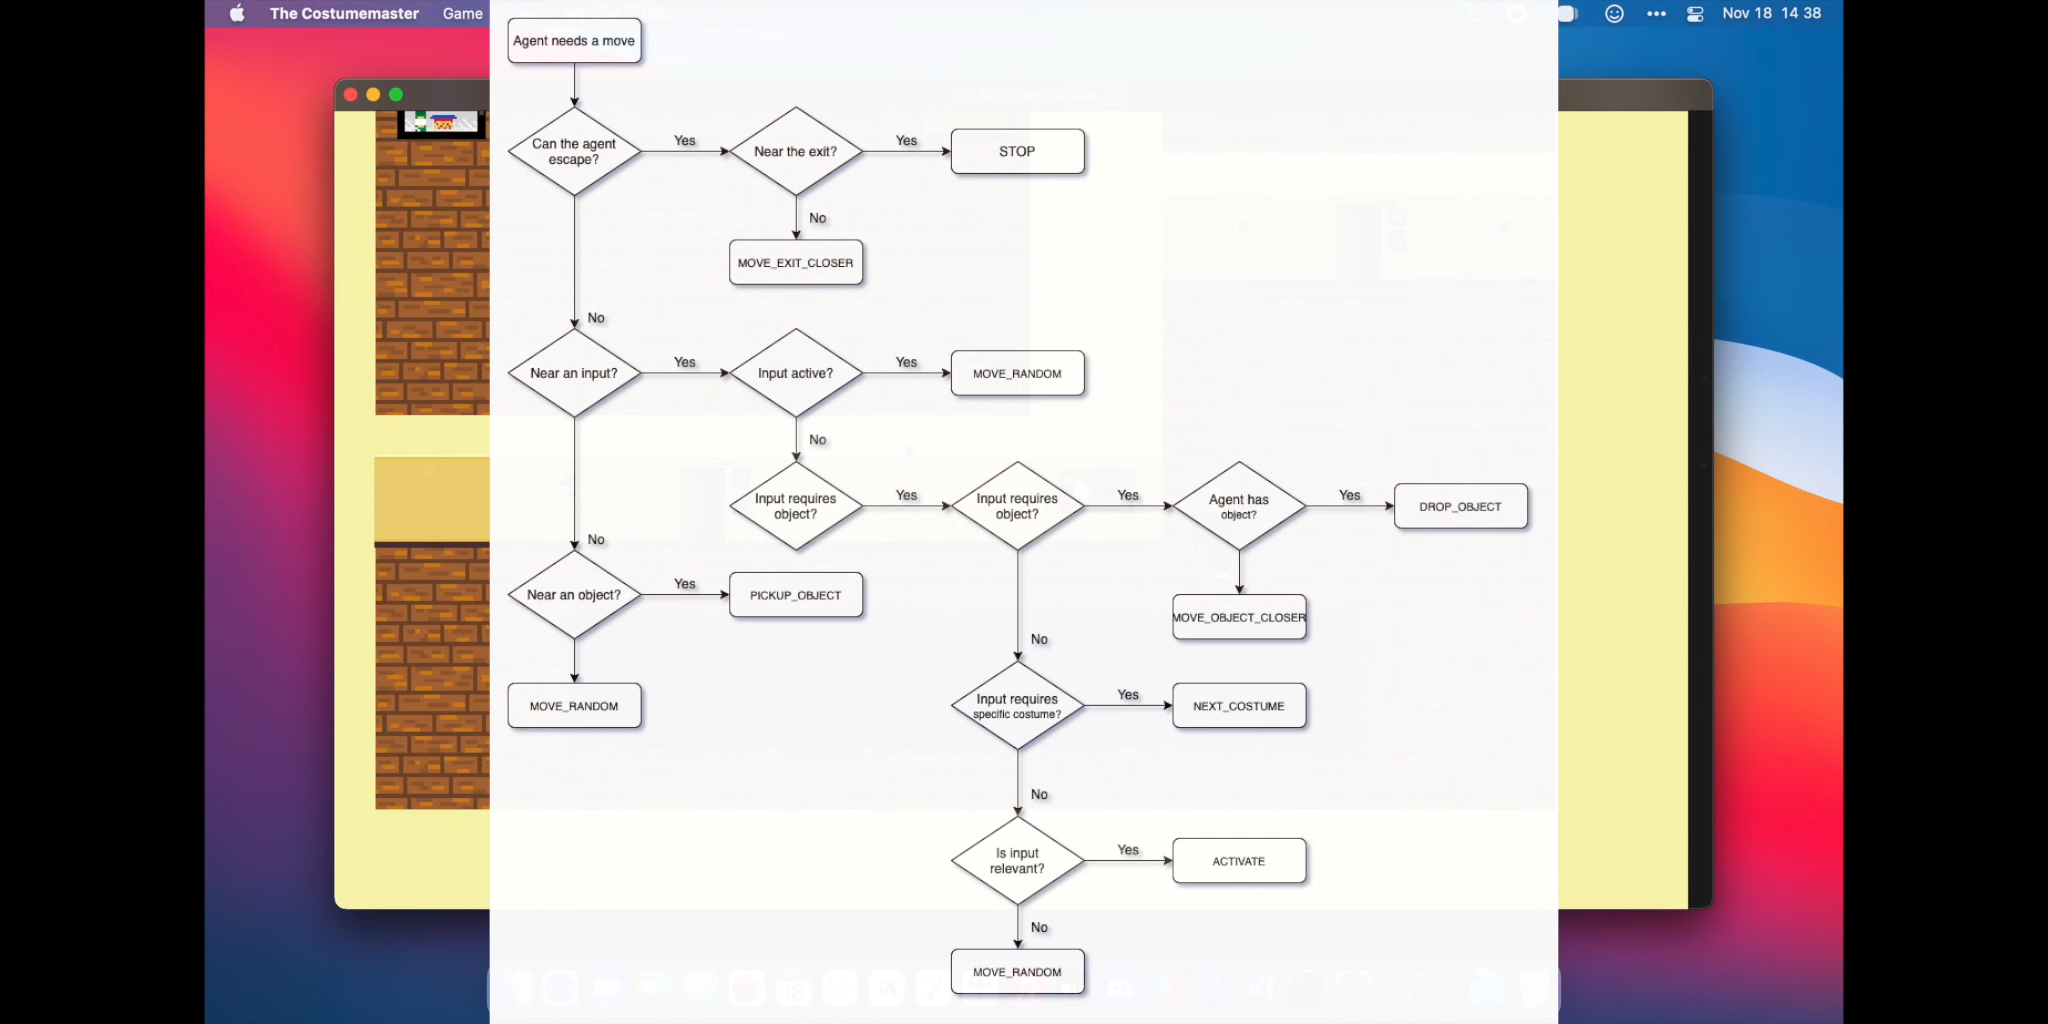 The Costumemaster Game
Nov 18 14 38
Agent needs a move
Can the agent
escape?
Yes
Near the exit?
Yes
STOP
No
MOVE_EXIT_CLOSER
No
Near an input?
Yes
Input active?
Yes
MOVE_RANDOM
No
Input requires
object?
Yes
Input requires
object?
Yes
Agent has
object?
Yes
DROP_OBJECT
No
Near an object?
Yes
PICKUP_OBJECT
MOVE_OBJECT_CLOSER
No
MOVE_RANDOM
Input requires
specific costume?
Yes
NEXT_COSTUME
No
Is input
relevant?
Yes
ACTIVATE
No
MOVE_RANDOM